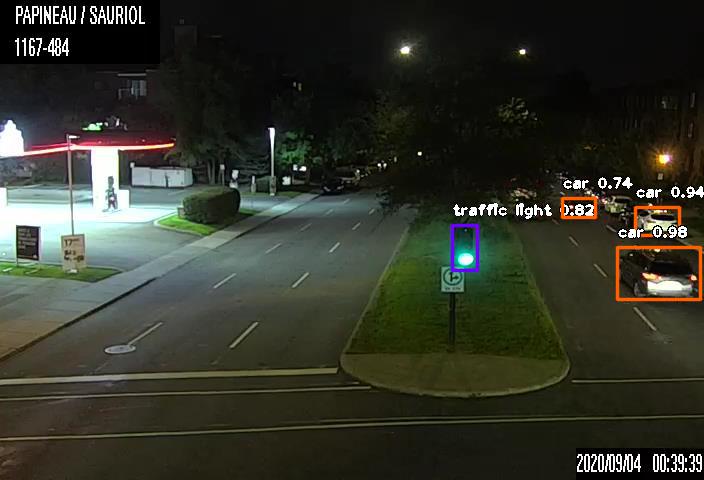 PAPINEAU / SAURIOL
1167-484
car 0.74
car 0.94
traffic light 0.82
car 0.98
2020/09/04 00:39:39